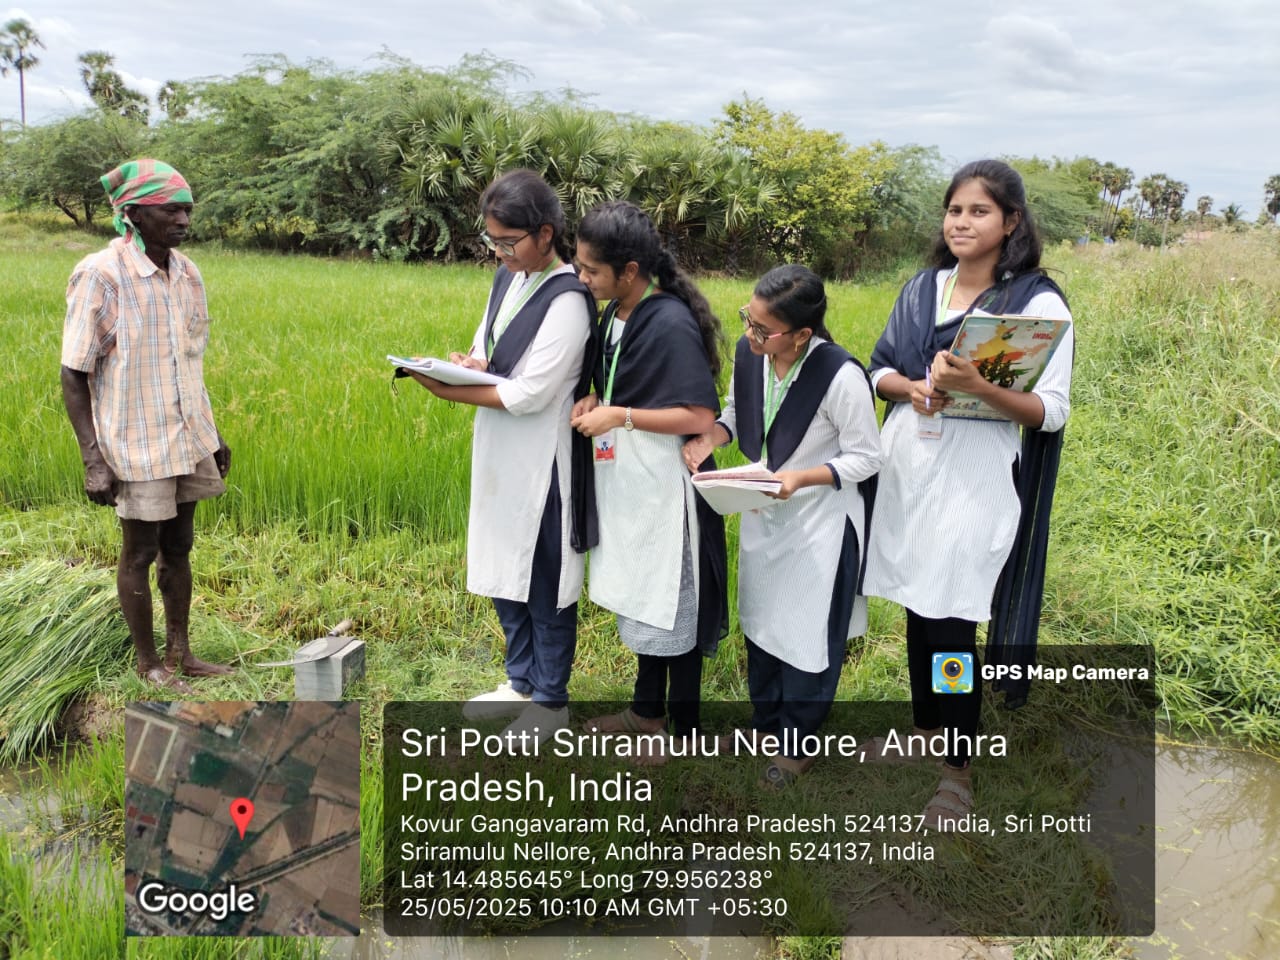 INDIA
GPS Map Camera
Sri Potti Sriramulu Nellore, Andhra
Pradesh, India
Kovur Gangavaram Rd, Andhra Pradesh 524137, India, Sri Potti
Sriramulu Nellore, Andhra Pradesh 524137, India
Lat 14.485645° Long 79.956238°
25/05/2025 10:10 AM GMT +05:30
Google